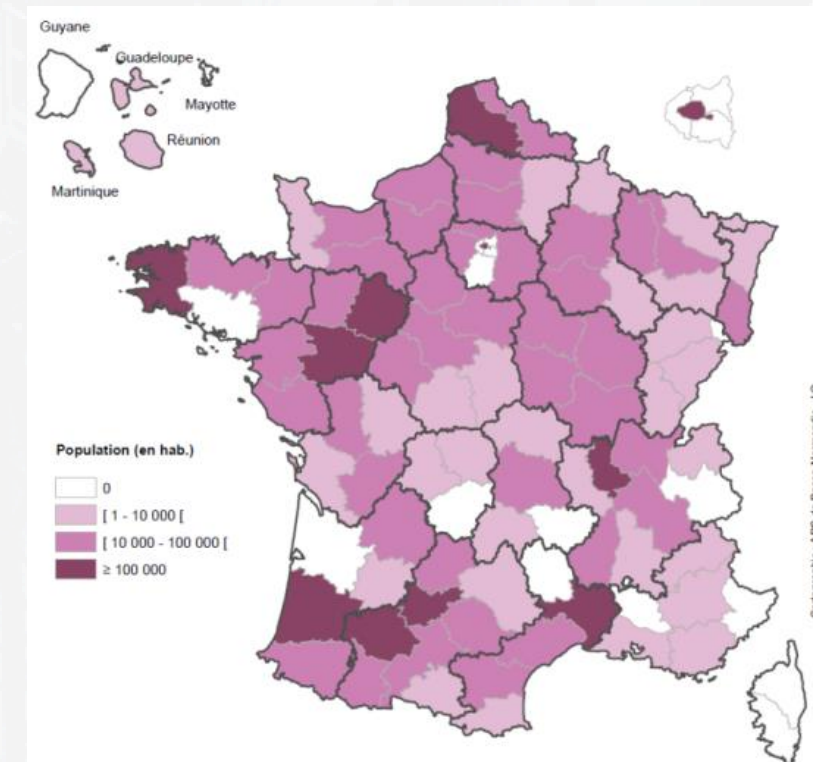 Guyane
Guadeloupe
Mayotte
Réunion
Martinique
Population (en hab.)
0
[ 1 - 10 000 [
[ 10 000 - 100 000 [
≥ 100 000